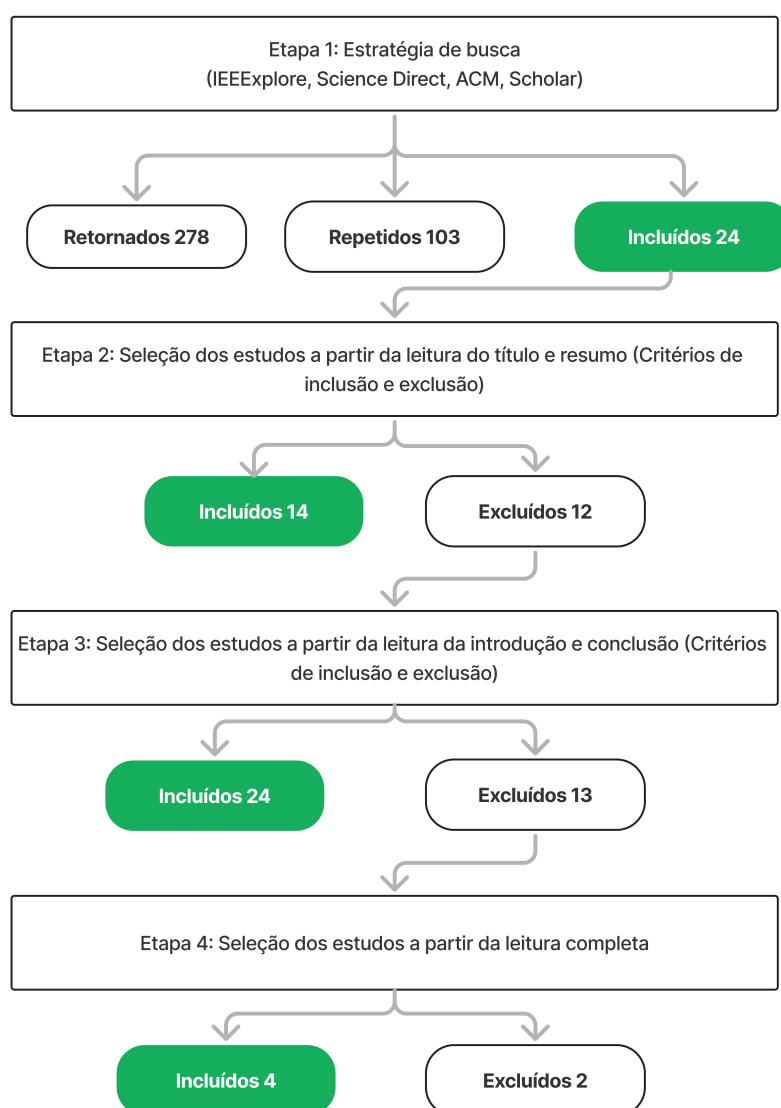 Etapa 1: Estratégia de busca
(IEEExplore, Science Direct, ACM, Scholar)
Retornados 278
Repetidos 103
Incluídos 24
Etapa 2: Seleção dos estudos a partir da leitura do título e resumo (Critérios de
inclusão e exclusão)
Incluídos 14
Excluídos 12
Etapa 3: Seleção dos estudos a partir da leitura da introdução e conclusão (Critérios
de inclusão e exclusão)
Incluídos 24
Excluídos 13
Etapa 4: Seleção dos estudos a partir da leitura completa
Incluídos 4
Excluídos 2